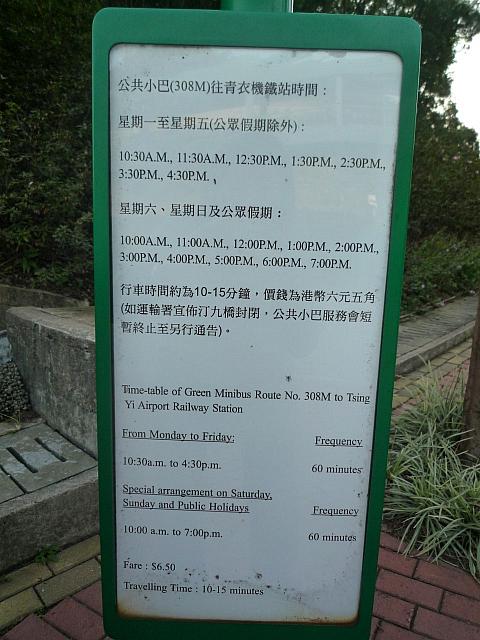 公共小巴(308M)往青衣機鐵站時間：
星期一至星期五(公眾假期除外)：
10:30A.M., 11:30A.M., 12:30P.M., 1:30P.M., 2:30P.M.,
3:30P.M., 4:30P.M.
星期六、星期日及公眾假期：
10:00A.M., 11:00A.M., 12:00P.M., 1:00P.M., 2:00P.M.,
3:00P.M., 4:00P.M., 5:00P.M., 6:00P.M., 7:00P.M.
行車時間約為10-15分鐘，價錢為港幣六元五角
(如運輸署宣佈汀九橋封閉，公共小巴服務會短
暫終止至另行通告)。
Time-table of Green Minibus Route No. 308M to Tsing
Yi Airport Railway Station
From Monday to Friday: Frequency
10:30a.m. to 4:30p.m. 60 minutes
Special arrangement on Saturday,
Sunday and Public Holidays Frequency
10:00 a.m. to 7:00p.m. 60 minutes
Fare : $6.50
Travelling Time : 10-15 minutes